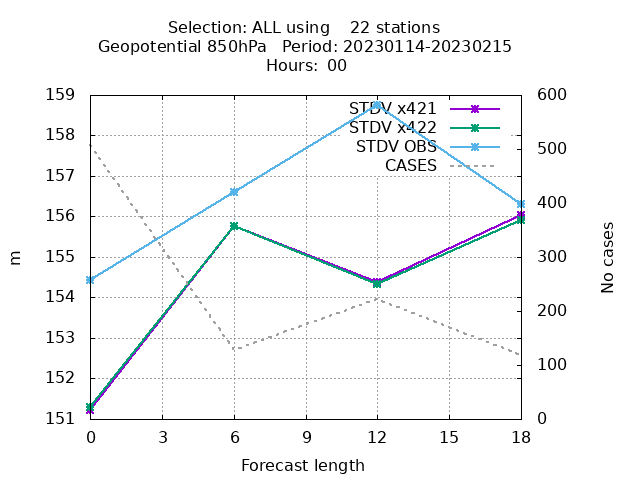 Selection: ALL using    22 stations
Geopotential 850hPa   Period: 20230114-20230215
Hours: 00
STDV x421
STDV x422
STDV OBS
CASES
159
158
157
156
155
154
153
152
151
m
600
500
400
300
200
100
0
No cases
0 3 6 9 12 15 18
Forecast length